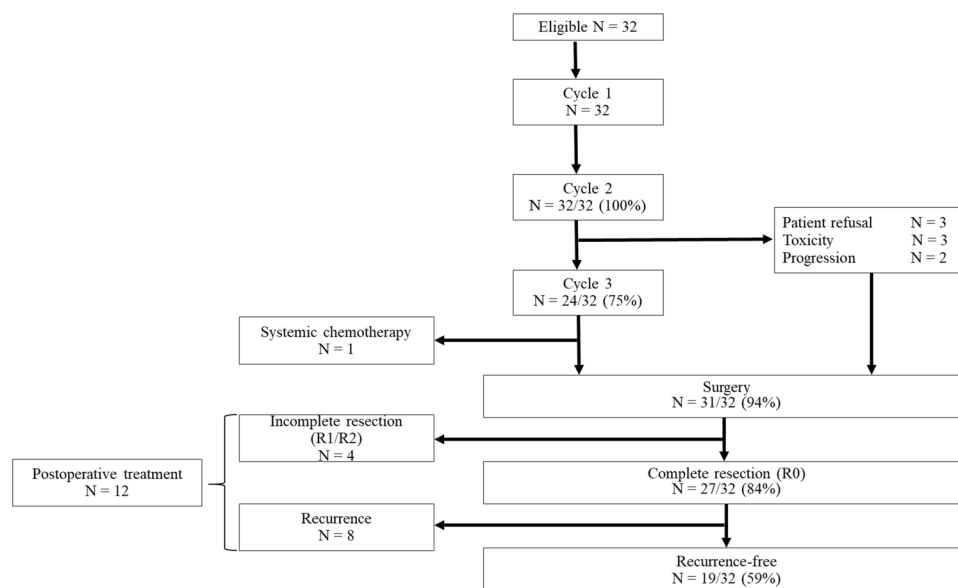 Eligible N = 32
Cycle 1
N = 32
Cycle 2
N = 32/32 (100%)
Patient refusal N = 3
Toxicity N = 3
Progression N = 2
Cycle 3
N = 24/32 (75%)
Systemic chemotherapy
N = 1
Surgery
N = 31/32 (94%)
Incomplete resection
(R1/R2)
N = 4
Postoperative treatment
N = 12
Complete resection (R0)
N = 27/32 (84%)
Recurrence
N = 8
Recurrence-free
N = 19/32 (59%)